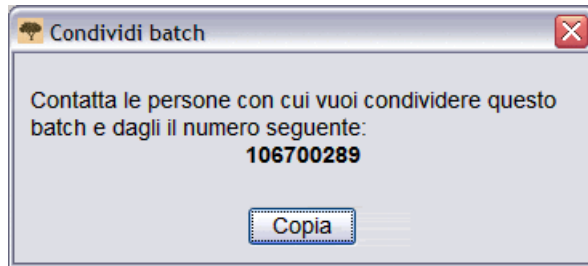 Condividi batch
Contatta le persone con cui vuoi condividere questo
batch e dagli il numero seguente:
106700289
Copia